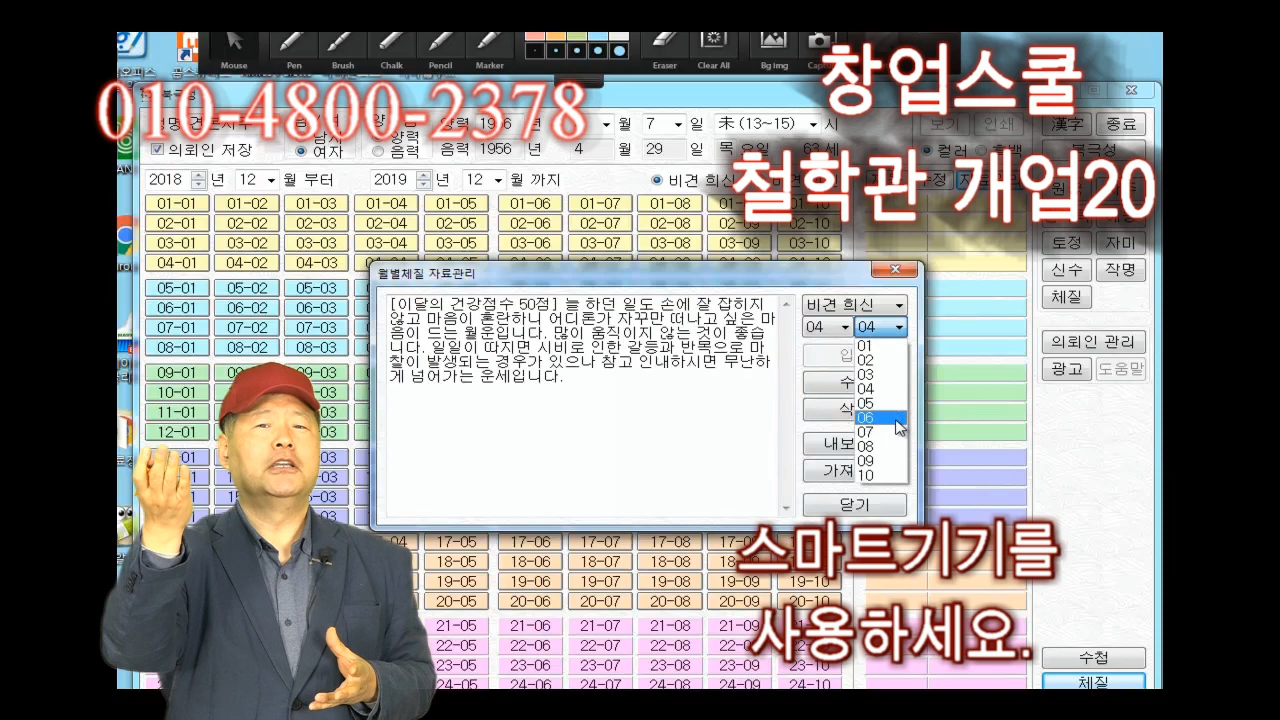 Mouse Pen Brush Chalk Pencil Marker Eraser Clear All Bg img
창업스쿨
010-4800-2378
철학관 개업20
월 7 일 未 (13~15) 시
漢字 종료
의뢰인 저장 여자 음력 음력 1956 년 4 월 29 일 목 요일 63 세
컬러
2018 년 12 월 부터 2019 년 12 월 까지 비견 희신
01-01 01-02 01-03 01-04 01-05 01-06 01-07 01-08
02-01 02-02 02-03 02-04 02-05 02-06 02-07 02-08
03-01 03-02 03-03 03-04 03-05 03-06 03-07 03-08 03-09 03-10
토정 자미
04-01 04-02
05-01 05-02 05-03
06-01 06-02 06-03
07-01 07-02 07-03
08-01 08-02 08-03
09-01 09-02 09-03
10-01
11-01
12-01
신수 작명
체질
의뢰인 관리
광고 도움말
월별체질 자료관리
[이달의 건강점수 50점] 늘 하던 일도 손에 잘 잡히지
않고 마음이 혼란하니 어디론가 자꾸만 떠나고 싶은 마
음이 드는 월운입니다. 많이 움직이지 않는 것이 좋습
니다. 일일이 따지면 시비로 인한 갈등과 반목으로 마
찰이 발생되는 경우가 있으나 참고 인내하시면 무난하
게 넘어가는 운세입니다.
비견 희신
04 04
01
02
03
04
05
06
07
08
09
10
닫기
17-05 17-06 17-07 17-08 17-09 17-10
18-05 18-06 18-07 18-08
19-05 19-06 19-07 19-08
20-05 20-06 20-07 20-08
21-05 21-06 21-07 21-08
22-05 22-06 22-07 22-08
23-05 23-06 23-07 23-08 23-10
24-05 24-06 24-07 24-08 24-09 24-10
스마트기기를
사용하세요.
수첩
체질